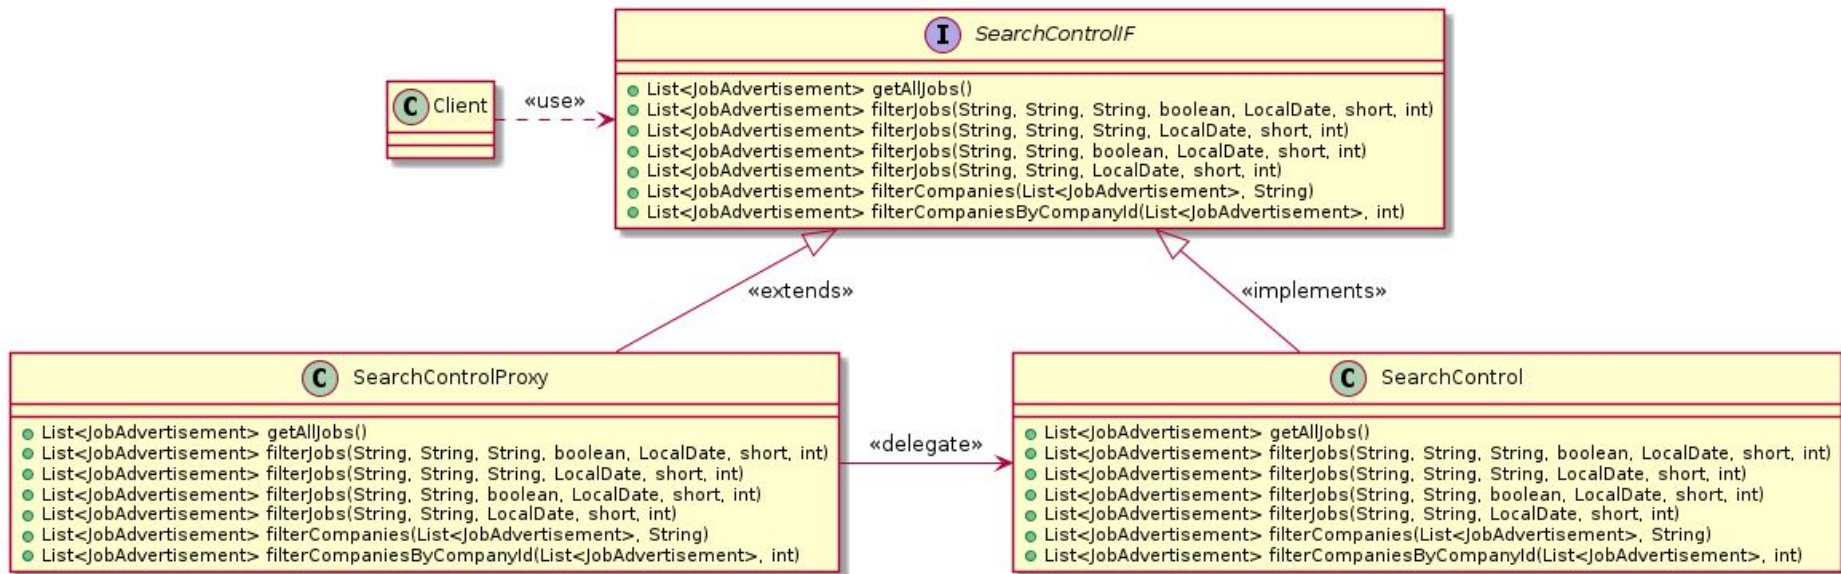 I SearchControlIF
List<JobAdvertisement> getAllJobs()
C Client
«use»
List<JobAdvertisement> filterJobs(String, String, String, boolean, LocalDate, short, int)
List<JobAdvertisement> filterJobs(String, String, String, LocalDate, short, int)
List<JobAdvertisement> filterJobs(String, String, boolean, LocalDate, short, int)
List<JobAdvertisement> filterJobs(String, String, LocalDate, short, int)
List<JobAdvertisement> filterCompanies(List<JobAdvertisement>, String)
List<JobAdvertisement> filterCompaniesByCompanyId(List<JobAdvertisement>, int)
«extends»
«implements»
C SearchControlProxy
List<JobAdvertisement> getAllJobs()
List<JobAdvertisement> filterJobs(String, String, String, boolean, LocalDate, short, int)
List<JobAdvertisement> filterJobs(String, String, String, LocalDate, short, int)
List<JobAdvertisement> filterJobs(String, String, boolean, LocalDate, short, int)
List<JobAdvertisement> filterJobs(String, String, LocalDate, short, int)
List<JobAdvertisement> filterCompanies(List<JobAdvertisement>, String)
List<JobAdvertisement> filterCompaniesByCompanyId(List<JobAdvertisement>, int)
«delegate»
C SearchControl
List<JobAdvertisement> getAllJobs()
List<JobAdvertisement> filterJobs(String, String, String, boolean, LocalDate, short, int)
List<JobAdvertisement> filterJobs(String, String, String, LocalDate, short, int)
List<JobAdvertisement> filterJobs(String, String, boolean, LocalDate, short, int)
List<JobAdvertisement> filterJobs(String, String, LocalDate, short, int)
List<JobAdvertisement> filterCompanies(List<JobAdvertisement>, String)
List<JobAdvertisement> filterCompaniesByCompanyId(List<JobAdvertisement>, int)